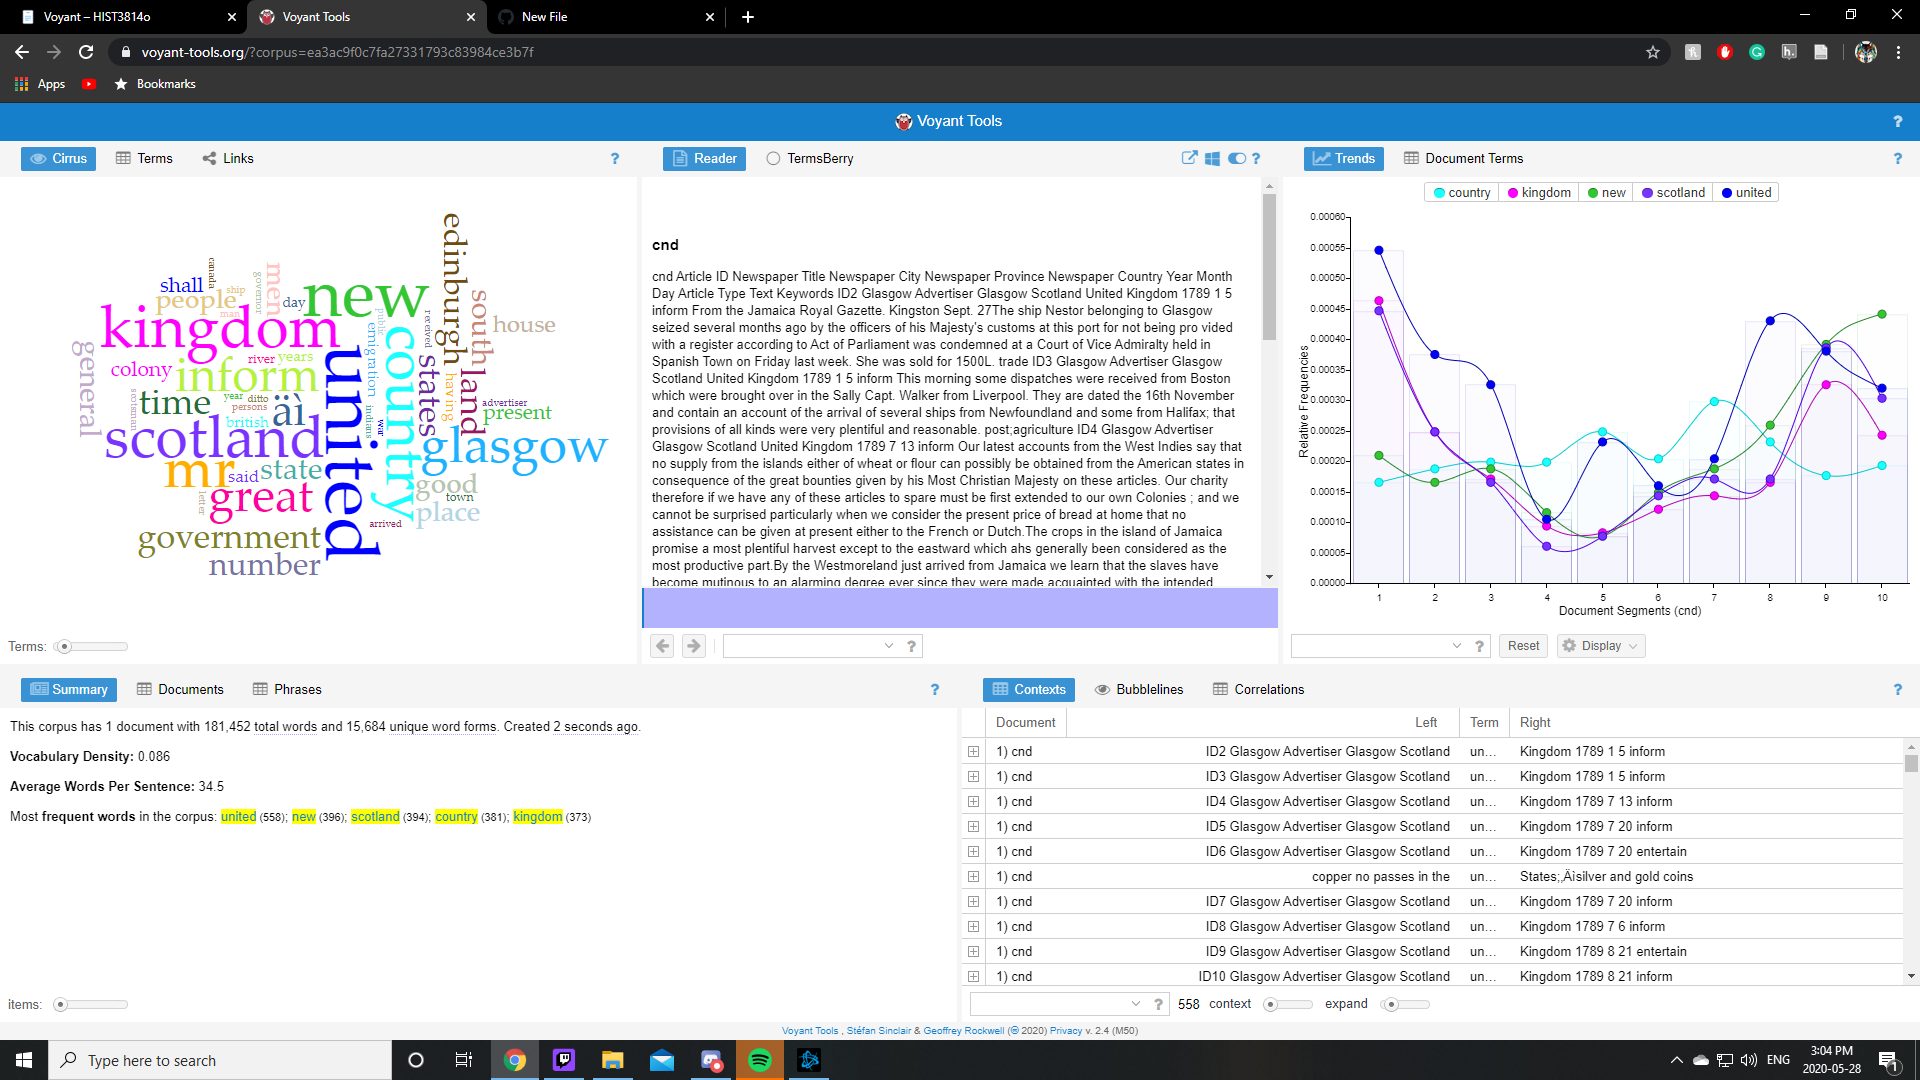 Voyant – HIST3814o
Voyant Tools
New File
voyant-tools.org/?corpus=ea3ac9f0c7fa27331793c83984ce3b7f
Apps
Bookmarks
Voyant Tools
?
Cirrus
Terms
Links
?
Reader
TermsBerry
?
Trends
Document Terms
?
edinburgh
canada
shall
men
ship
governor
people
man
day
new
south
house
kingdom
public
received
emigration
country
general
river
years
colony
inform
states
land
having
advertiser
present
scotsman
time
year
ditto
persons
äì
british
indians
war
united
scotland
glasgow
mr
said
state
good
town
letter
great
place
arrived
government
number
Terms:
cnd
cnd Article ID Newspaper Title Newspaper City Newspaper Province Newspaper Country Year Month
Day Article Type Text Keywords ID2 Glasgow Advertiser Glasgow Scotland United Kingdom 1789 1 5
inform From the Jamaica Royal Gazette. Kingston Sept. 27The ship Nestor belonging to Glasgow
seized several months ago by the officers of his Majesty's customs at this port for not being pro vided
with a register according to Act of Parliament was condemned at a Court of Vice Admiralty held in
Spanish Town on Friday last week. She was sold for 1500L. trade ID3 Glasgow Advertiser Glasgow
Scotland United Kingdom 1789 1 5 inform This morning some dispatches were received from Boston
which were brought over in the Sally Capt. Walker from Liverpool. They are dated the 16th November
and contain an account of the arrival of several ships from Newfoundland and some from Halifax; that
provisions of all kinds were very plentiful and reasonable. post;agriculture ID4 Glasgow Advertiser
Glasgow Scotland United Kingdom 1789 7 13 inform Our latest accounts from the West Indies say that
no supply from the islands either of wheat or flour can possibly be obtained from the American states in
consequence of the great bounties given by his Most Christian Majesty on these articles. Our charity
therefore if we have any of these articles to spare must be first extended to our own Colonies ; and we
cannot be surprised particularly when we consider the present price of bread at home that no
assistance can be given at present either to the French or Dutch.The crops in the island of Jamaica
promise a most plentiful harvest except to the eastward which ahs generally been considered as the
most productive part.By the Westmoreland just arrived from Jamaica we learn that the slaves have
become mutinous to an alarming degree ever since they were made acquainted with the intended
?
country
kingdom
new
scotland
united
0.00060
0.00055
0.00050
0.00045
0.00040
0.00035
0.00030
0.00025
0.00020
0.00015
0.00010
0.00005
0.00000
Relative Frequencies
1 2 3 4 5 6 7 8 9 10
Document Segments (cnd)
?
Reset
Display
Summary
Documents
Phrases
?
This corpus has 1 document with 181,452 total words and 15,684 unique word forms. Created 2 seconds ago.
Vocabulary Density: 0.086
Average Words Per Sentence: 34.5
Most frequent words in the corpus: united (558); new (396); scotland (394); country (381); kingdom (373)
items:
Contexts
Bubblelines
Correlations
?
Document Left Term Right
1) cnd ID2 Glasgow Advertiser Glasgow Scotland un... Kingdom 1789 1 5 inform
1) cnd ID3 Glasgow Advertiser Glasgow Scotland un... Kingdom 1789 1 5 inform
1) cnd ID4 Glasgow Advertiser Glasgow Scotland un... Kingdom 1789 7 13 inform
1) cnd ID5 Glasgow Advertiser Glasgow Scotland un... Kingdom 1789 7 20 inform
1) cnd ID6 Glasgow Advertiser Glasgow Scotland un... Kingdom 1789 7 20 entertain
1) cnd copper no passes in the un... States;‚Äìsilver and gold coins
1) cnd ID7 Glasgow Advertiser Glasgow Scotland un... Kingdom 1789 7 20 inform
1) cnd ID8 Glasgow Advertiser Glasgow Scotland un... Kingdom 1789 7 6 inform
1) cnd ID9 Glasgow Advertiser Glasgow Scotland un... Kingdom 1789 8 21 entertain
1) cnd ID10 Glasgow Advertiser Glasgow Scotland un... Kingdom 1789 8 21 inform
? 558 context expand
Voyant Tools , Stéfan Sinclair & Geoffrey Rockwell (© 2020) Privacy v. 2.4 (M50)
Type here to search
ENG
3:04 PM
2020-05-28
1